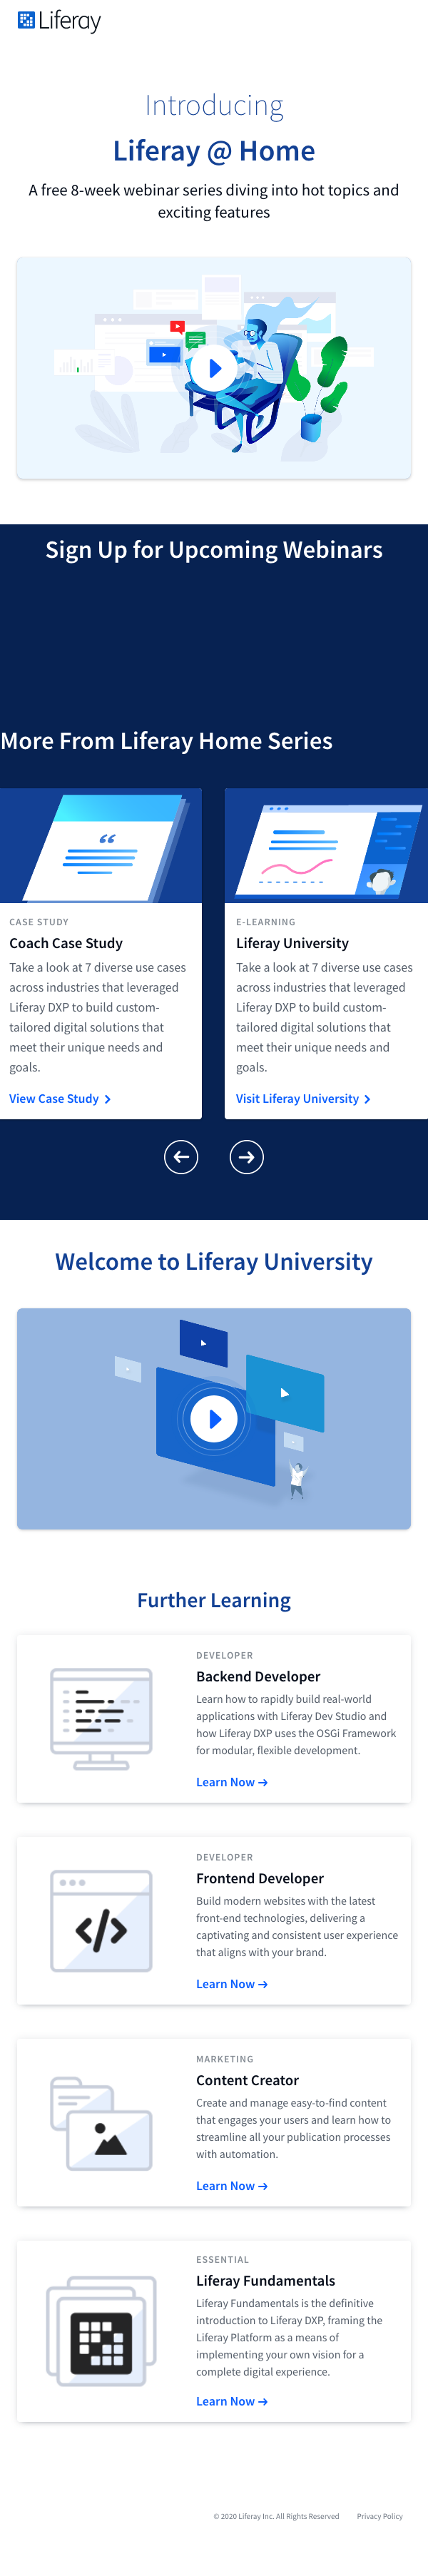 Liferay
Introducing
Liferay @ Home
A free 8-week webinar series diving into hot topics and
exciting features
Sign Up for Upcoming Webinars
More From Liferay Home Series
CASE STUDY
Coach Case Study
Take a look at 7 diverse use cases
across industries that leveraged
Liferay DXP to build custom-
tailored digital solutions that
meet their unique needs and
goals.
View Case Study
E-LEARNING
Liferay University
Take a look at 7 diverse use cases
across industries that leveraged
Liferay DXP to build custom-
tailored digital solutions that
meet their unique needs and
goals.
Visit Liferay University
Welcome to Liferay University
Further Learning
DEVELOPER
Backend Developer
Learn how to rapidly build real-world
applications with Liferay Dev Studio and
how Liferay DXP uses the OSGi Framework
for modular, flexible development.
Learn Now →
DEVELOPER
Frontend Developer
Build modern websites with the latest
front-end technologies, delivering a
captivating and consistent user experience
that aligns with your brand.
Learn Now →
MARKETING
Content Creator
Create and manage easy-to-find content
that engages your users and learn how to
streamline all your publication processes
with automation.
Learn Now →
ESSENTIAL
Liferay Fundamentals
Liferay Fundamentals is the definitive
introduction to Liferay DXP, framing the
Liferay Platform as a means of
implementing your own vision for a
complete digital experience.
Learn Now →
© 2020 Liferay Inc. All Rights Reserved Privacy Policy